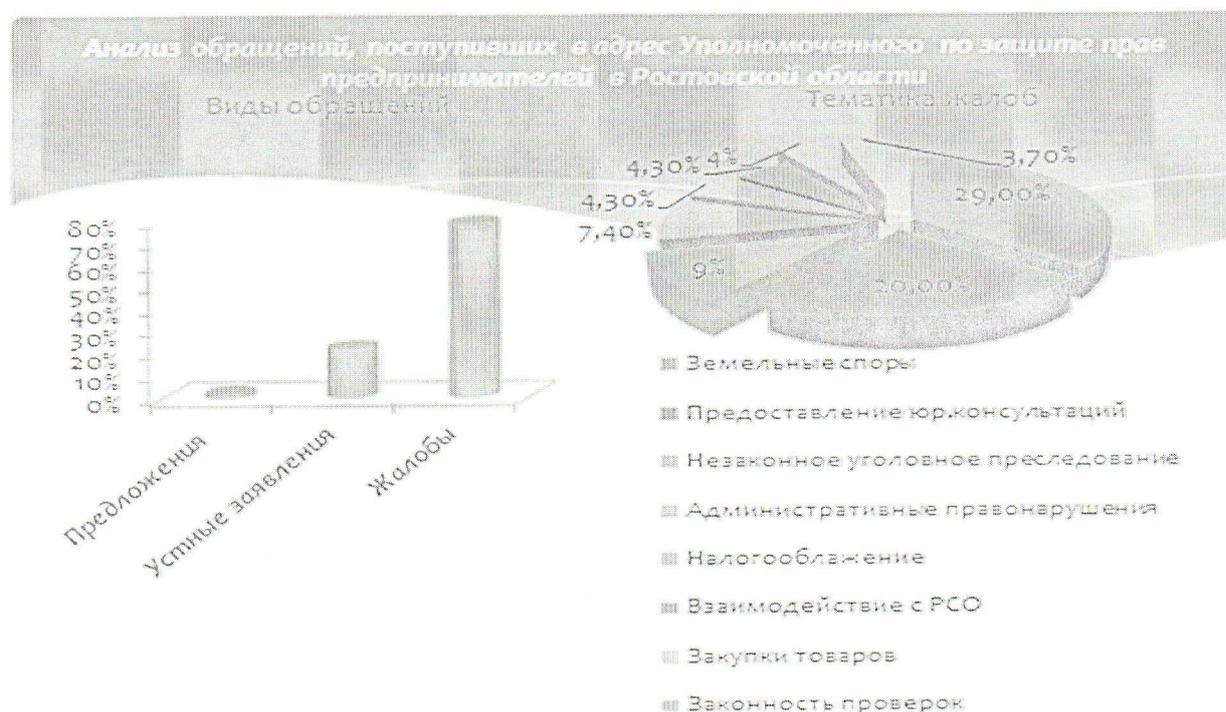 Анализ обращений, поступивших в адрес Уполномоченного по защите прав
предпринимателей в Ростовской области
Виды обращений
80%
70%
60%
50%
40%
30%
20%
10%
0%
Предложения
Устные заявления
Жалобы
Тематика жалоб
3,70%
4%
4,30%
4,30%
7,40%
9%
20,00%
29,00%
Земельные споры
Предоставление юр.консультаций
Незаконное уголовное преследование
Административные правонарушения
Налогооблажение
Взаимодействие с РСО
Закупки товаров
Законность проверок